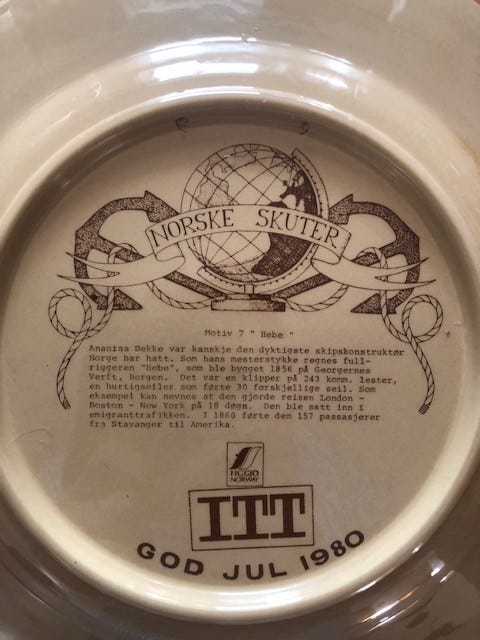 NORSKE SKUTER
Motiv 7 " Hebe "
Ananias Dekke var kanskje den dyktigste skipskonstruktør
Norge har hatt. Som hans mesterstykke regnes full-
riggeren "Hebe", som ble bygget 1856 på Georgernes
Verft, Bergen. Det var en klipper på 243 komm. lester,
en hurtigseiler som førte 30 forskjellige seil. Som
eksempel kan nevnes at den gjorde reisen London -
Boston - New York på 18 døgn. Den ble satt inn i
emigranttrafikken. I 1860 førte den 157 passasjerer
fra Stavanger til Amerika.
FIGGJO
NORWAY
ITT
GOD JUL 1980